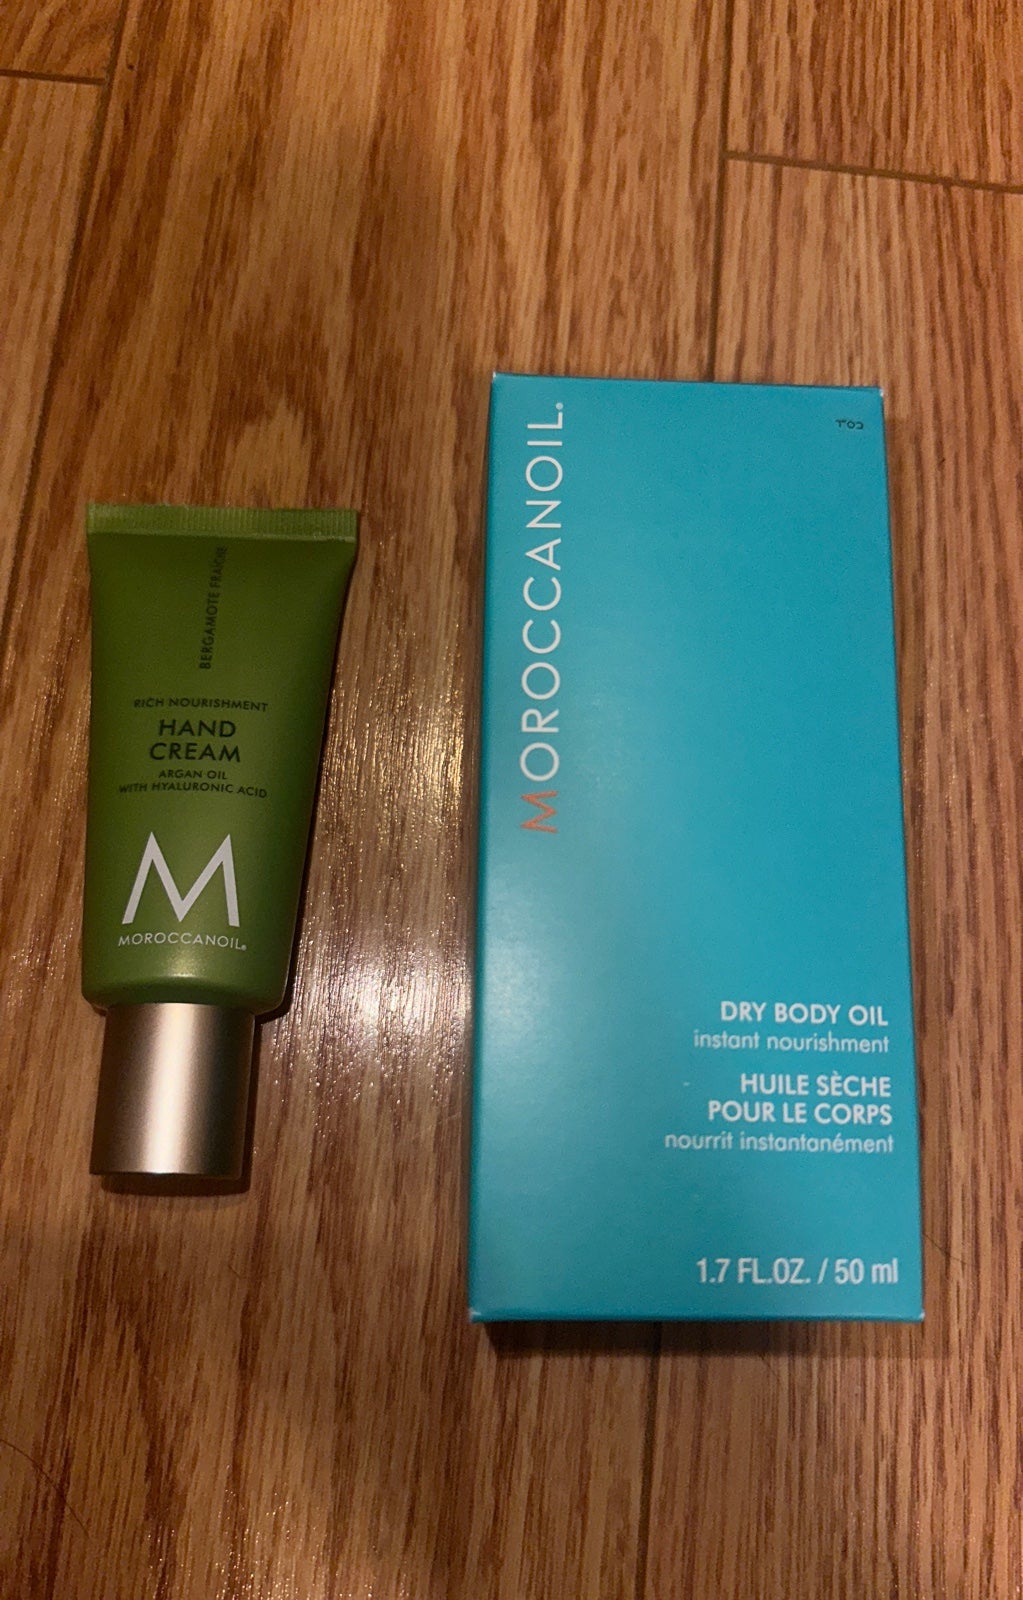 BERGAMOTE FRAÎCHE
RICH NOURISHMENT
HAND
CREAM
ARGAN OIL
WITH HYALURONIC ACID
M
MOROCCANOIL®
MOROCCANOIL.
DRY BODY OIL
instant nourishment
HUILE SÈCHE
POUR LE CORPS
nourrit instantanément
1.7 FL.OZ. / 50 ml